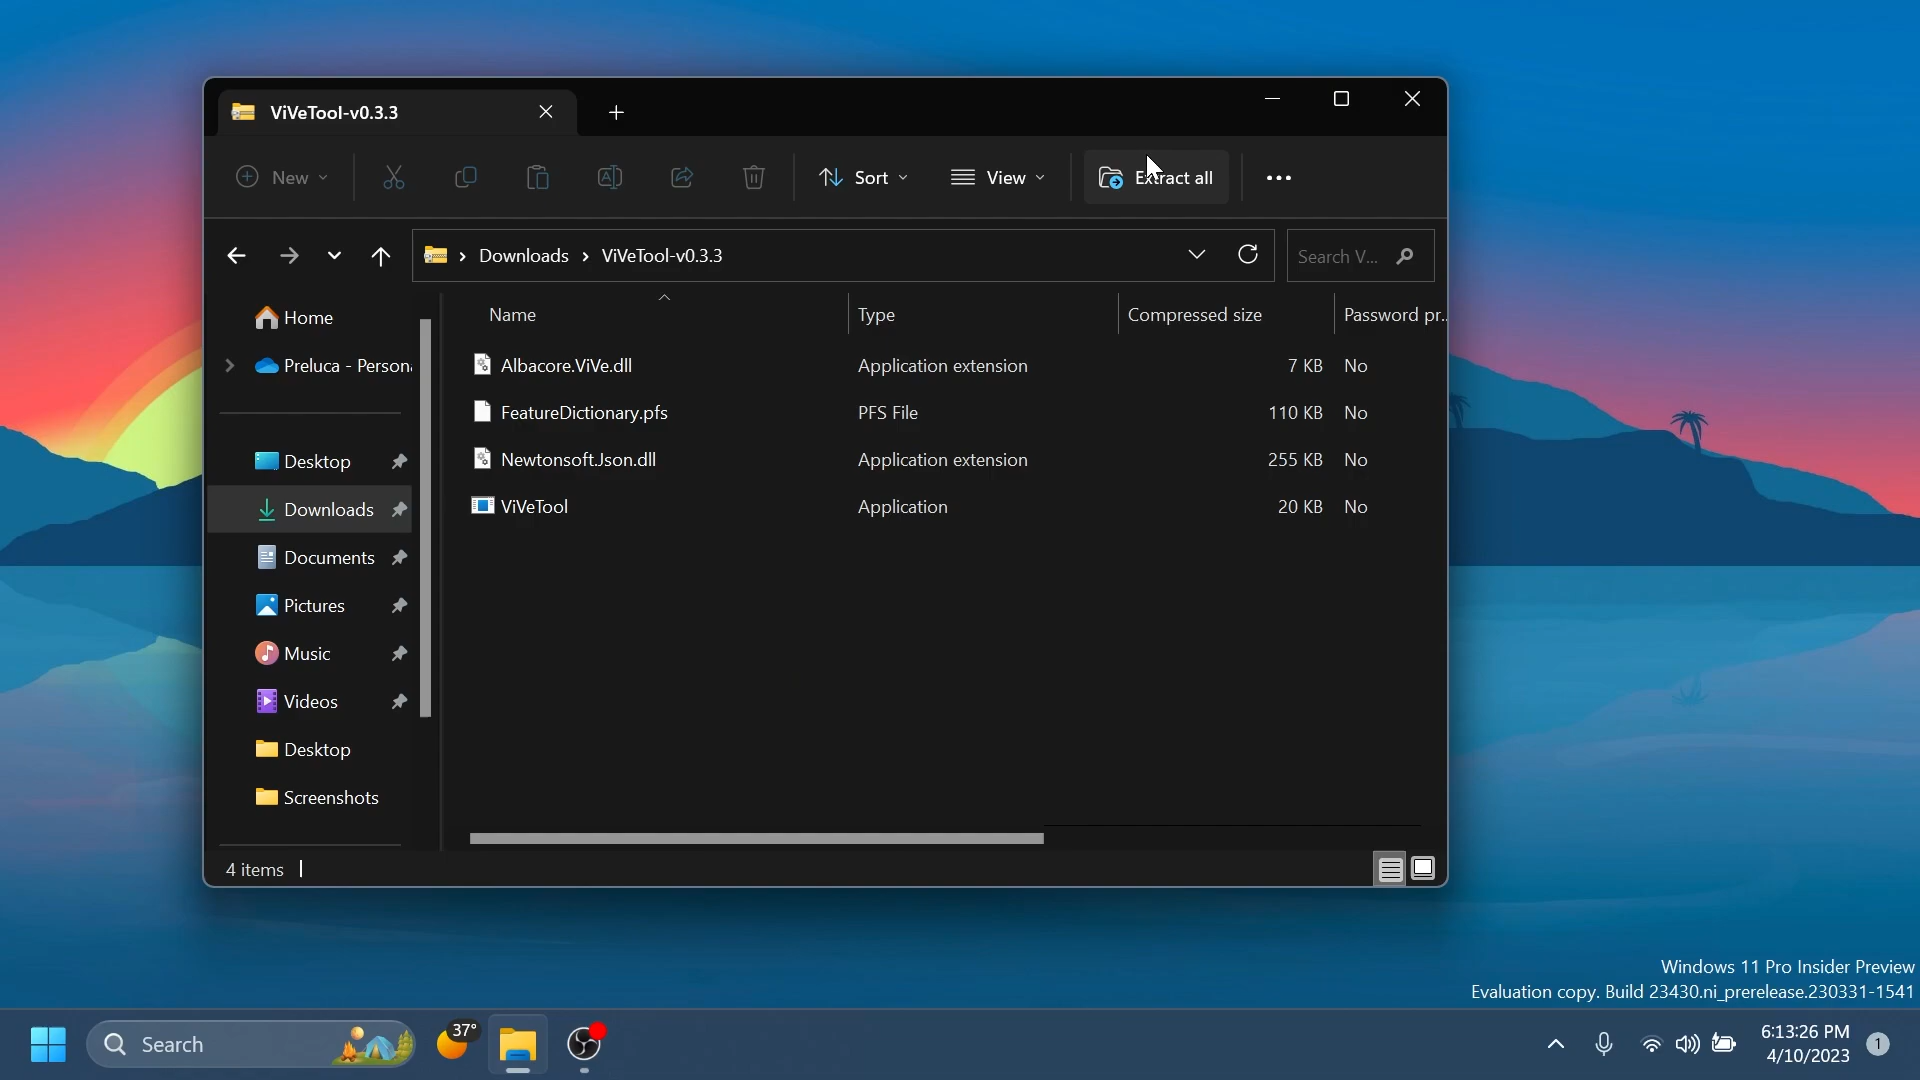 ViVeTool-v0.3.3
New
Sort
View
Extract all
Downloads
ViVeTool-v0.3.3
Search V...
Home
Preluca - Person
Desktop
Downloads
Documents
Pictures
Music
Videos
Desktop
Screenshots
Name Type Compressed size Password pr...
Albacore.ViVe.dll Application extension 7 KB No
FeatureDictionary.pfs PFS File 110 KB No
Newtonsoft.Json.dll Application extension 255 KB No
ViVeTool Application 20 KB No
4 items
Windows 11 Pro Insider Preview
Evaluation copy. Build 23430.ni_prerelease.230331-1541
Search
37°
6:13:26 PM
4/10/2023
1